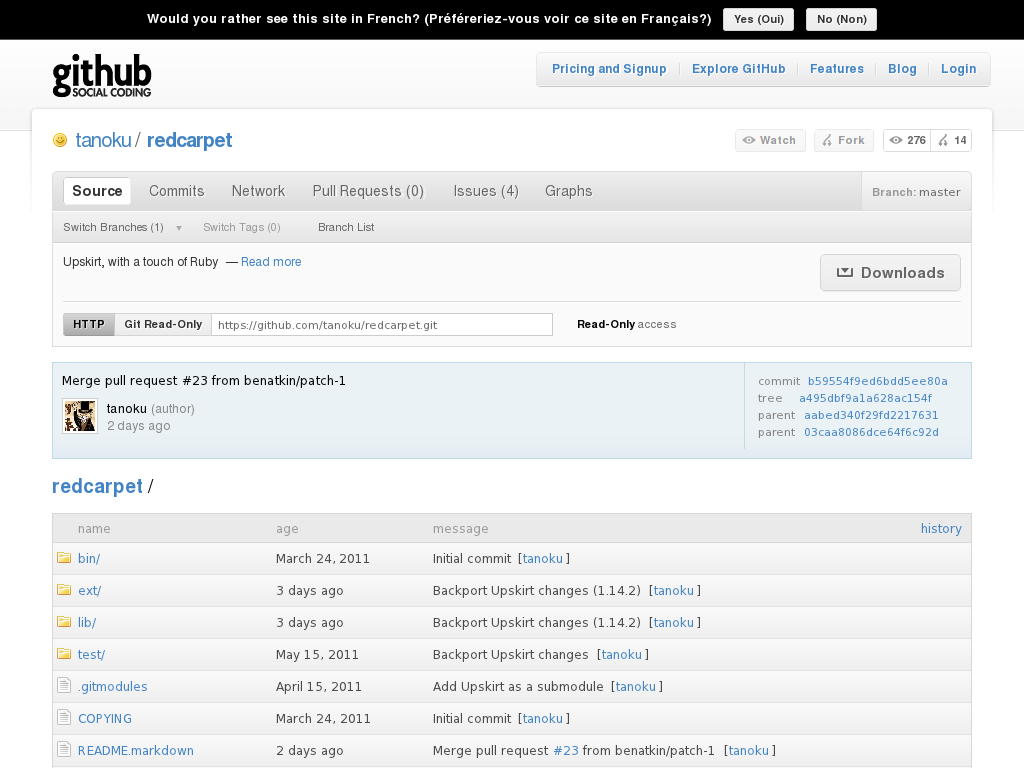 Would you rather see this site in French? (Préféreriez-vous voir ce site en Français?) Yes (Oui) No (Non)
github
SOCIAL CODING
Pricing and Signup Explore GitHub Features Blog Login
tanoku / redcarpet
Watch Fork 276 14
Source Commits Network Pull Requests (0) Issues (4) Graphs Branch: master
Switch Branches (1) Switch Tags (0) Branch List
Upskirt, with a touch of Ruby — Read more
Downloads
HTTP Git Read-Only https://github.com/tanoku/redcarpet.git Read-Only access
Merge pull request #23 from benatkin/patch-1
tanoku (author)
2 days ago
commit b59554f9ed6bdd5ee80a
tree a495dbf9a1a628ac154f
parent aabed340f29fd2217631
parent 03caa8086dce64f6c92d
redcarpet /
name age message history
bin/ March 24, 2011 Initial commit [tanoku]
ext/ 3 days ago Backport Upskirt changes (1.14.2) [tanoku]
lib/ 3 days ago Backport Upskirt changes (1.14.2) [tanoku]
test/ May 15, 2011 Backport Upskirt changes [tanoku]
.gitmodules April 15, 2011 Add Upskirt as a submodule [tanoku]
COPYING March 24, 2011 Initial commit [tanoku]
README.markdown 2 days ago Merge pull request #23 from benatkin/patch-1 [tanoku]